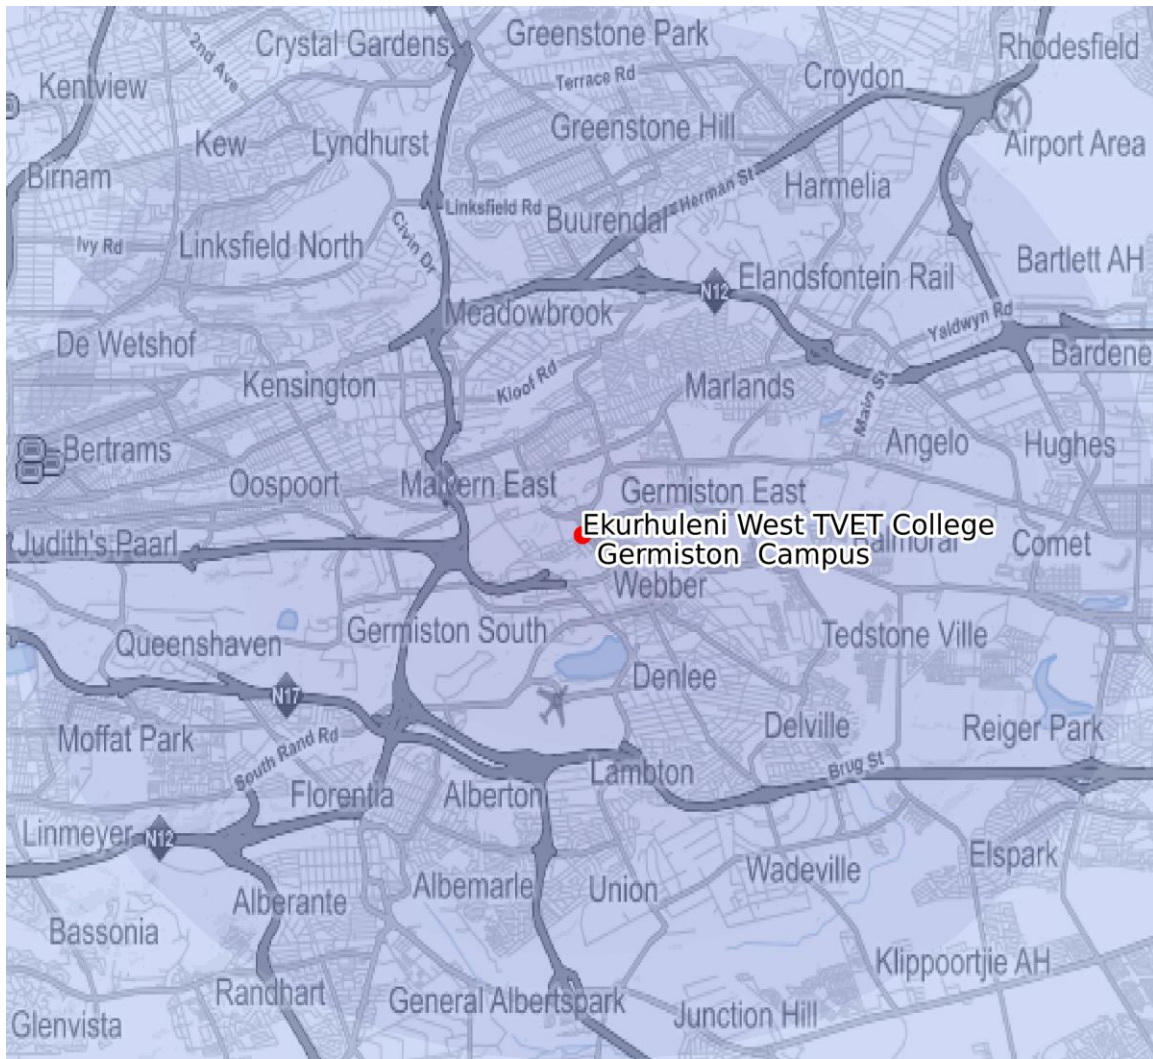 Greenstone Park
Crystal Gardens
2nd Ave
Rhodesfield
Terrace Rd
Croydon
Kentview
Greenstone Hill
Kew
Lyndhurst
Airport Area
Birnam
Harmelia
Herman St
Linksfield Rd
Buurendal
Ivy Rd
Linksfield North
Civin Dr
Bartlett AH
Elandsfontein Rail
N12
Meadowbrook
Yaldwyn Rd
De Wetshof
Bardene
Kensington
Kloof Rd
Marlands
Main St
Bertrams
Angelo
Hughes
Oospoort
Malvern East
Germiston East
Ekurhuleni West TVET College
Germiston Campus
Judith's Paarl
Balmoral
Comet
Webber
Germiston South
Tedstone Ville
Queenshaven
Denlee
N17
Moffat Park
Delville
Reiger Park
South Rand Rd
Lambton
Brug St
Florentia
Alberton
Linmeyer
N12
Elspark
Wadeville
Albemarle
Union
Alberante
Bassonia
Klippoortjie AH
Randhart
General Albertspark
Junction Hill
Glenvista